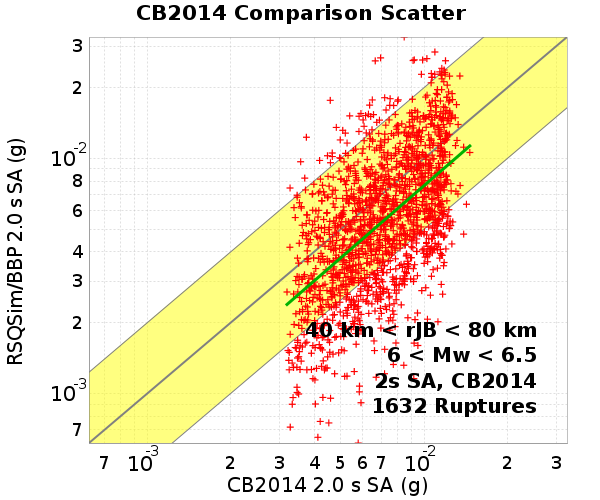 CB2014 Comparison Scatter
RSQSim/BBP 2.0 s SA (g)
3
2
10-2
8
6
4
3
2
10-3
7
40 km < rJB < 80 km
6 < Mw < 6.5
2s SA, CB2014
1632 Ruptures
7 10-3 2 3 4 5 6 7 10-2 2 3
CB2014 2.0 s SA (g)